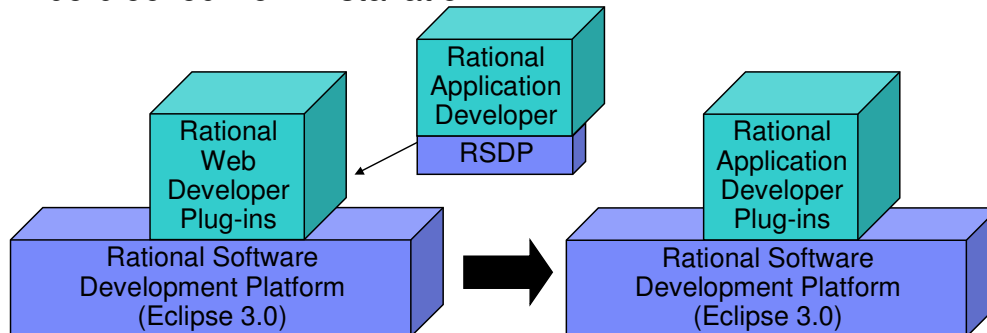 Rational
Application
Developer
RSDP
Rational
Web
Developer
Plug-ins
Rational Software
Development Platform
(Eclipse 3.0)
Rational
Application
Developer
Plug-ins
Rational Software
Development Platform
(Eclipse 3.0)